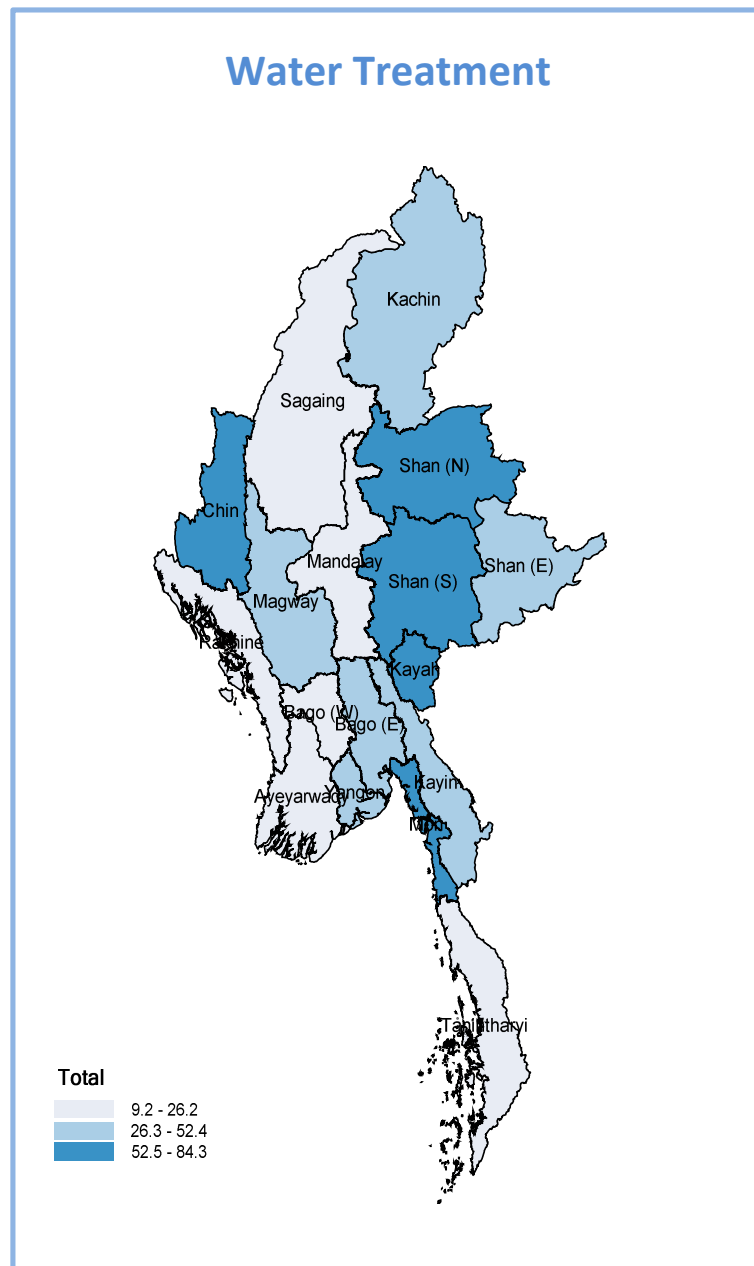 Water Treatment
Kachin
Sagaing
Shan (N)
Chin
Mandalay
Shan (E)
Shan (S)
Magway
Rakhine
Kayah
Bago (W)
Bago (E)
Kayin
Ayeyarwady
Yangon
Mon
Tanintharyi
Total
9.2 - 26.2
26.3 - 52.4
52.5 - 84.3